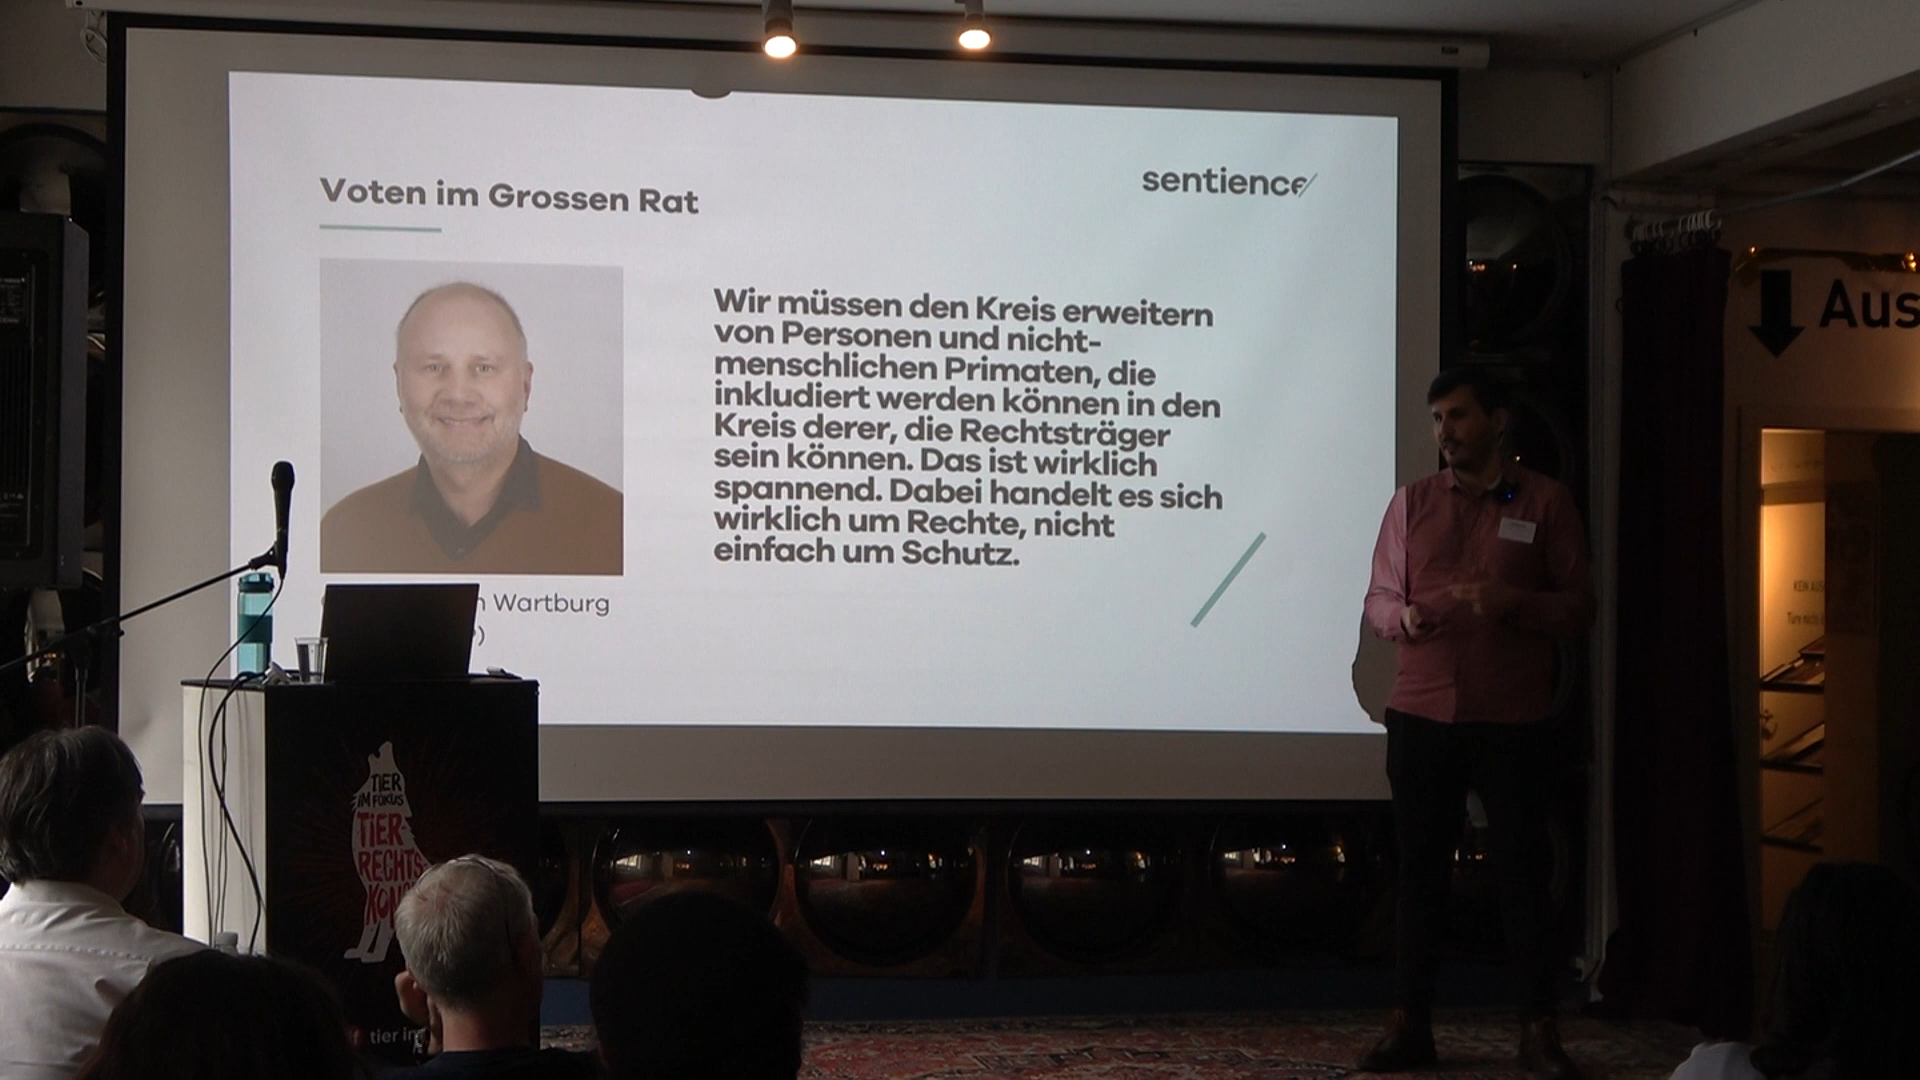 Voten im Grossen Rat
sentience
Wir müssen den Kreis erweitern
von Personen und nicht-
menschlichen Primaten, die
inkludiert werden können in den
Kreis derer, die Rechtsträger
sein können. Das ist wirklich
spannend. Dabei handelt es sich
wirklich um Rechte, nicht
einfach um Schutz.
Wartburg
Aus
KEIN
TIER
IM FOKUS
TIER-
RECHTS-
tier im